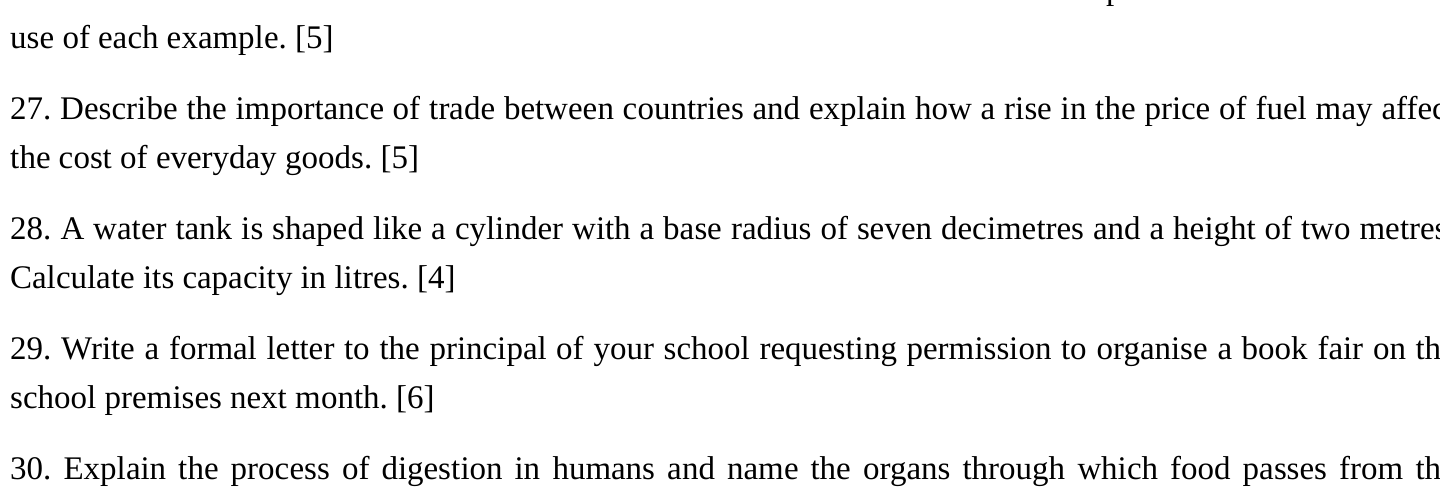 use of each example. [5]
27. Describe the importance of trade between countries and explain how a rise in the price of fuel may affec
the cost of everyday goods. [5]
28. A water tank is shaped like a cylinder with a base radius of seven decimetres and a height of two metres
Calculate its capacity in litres. [4]
29. Write a formal letter to the principal of your school requesting permission to organise a book fair on th
school premises next month. [6]
30. Explain the process of digestion in humans and name the organs through which food passes from th